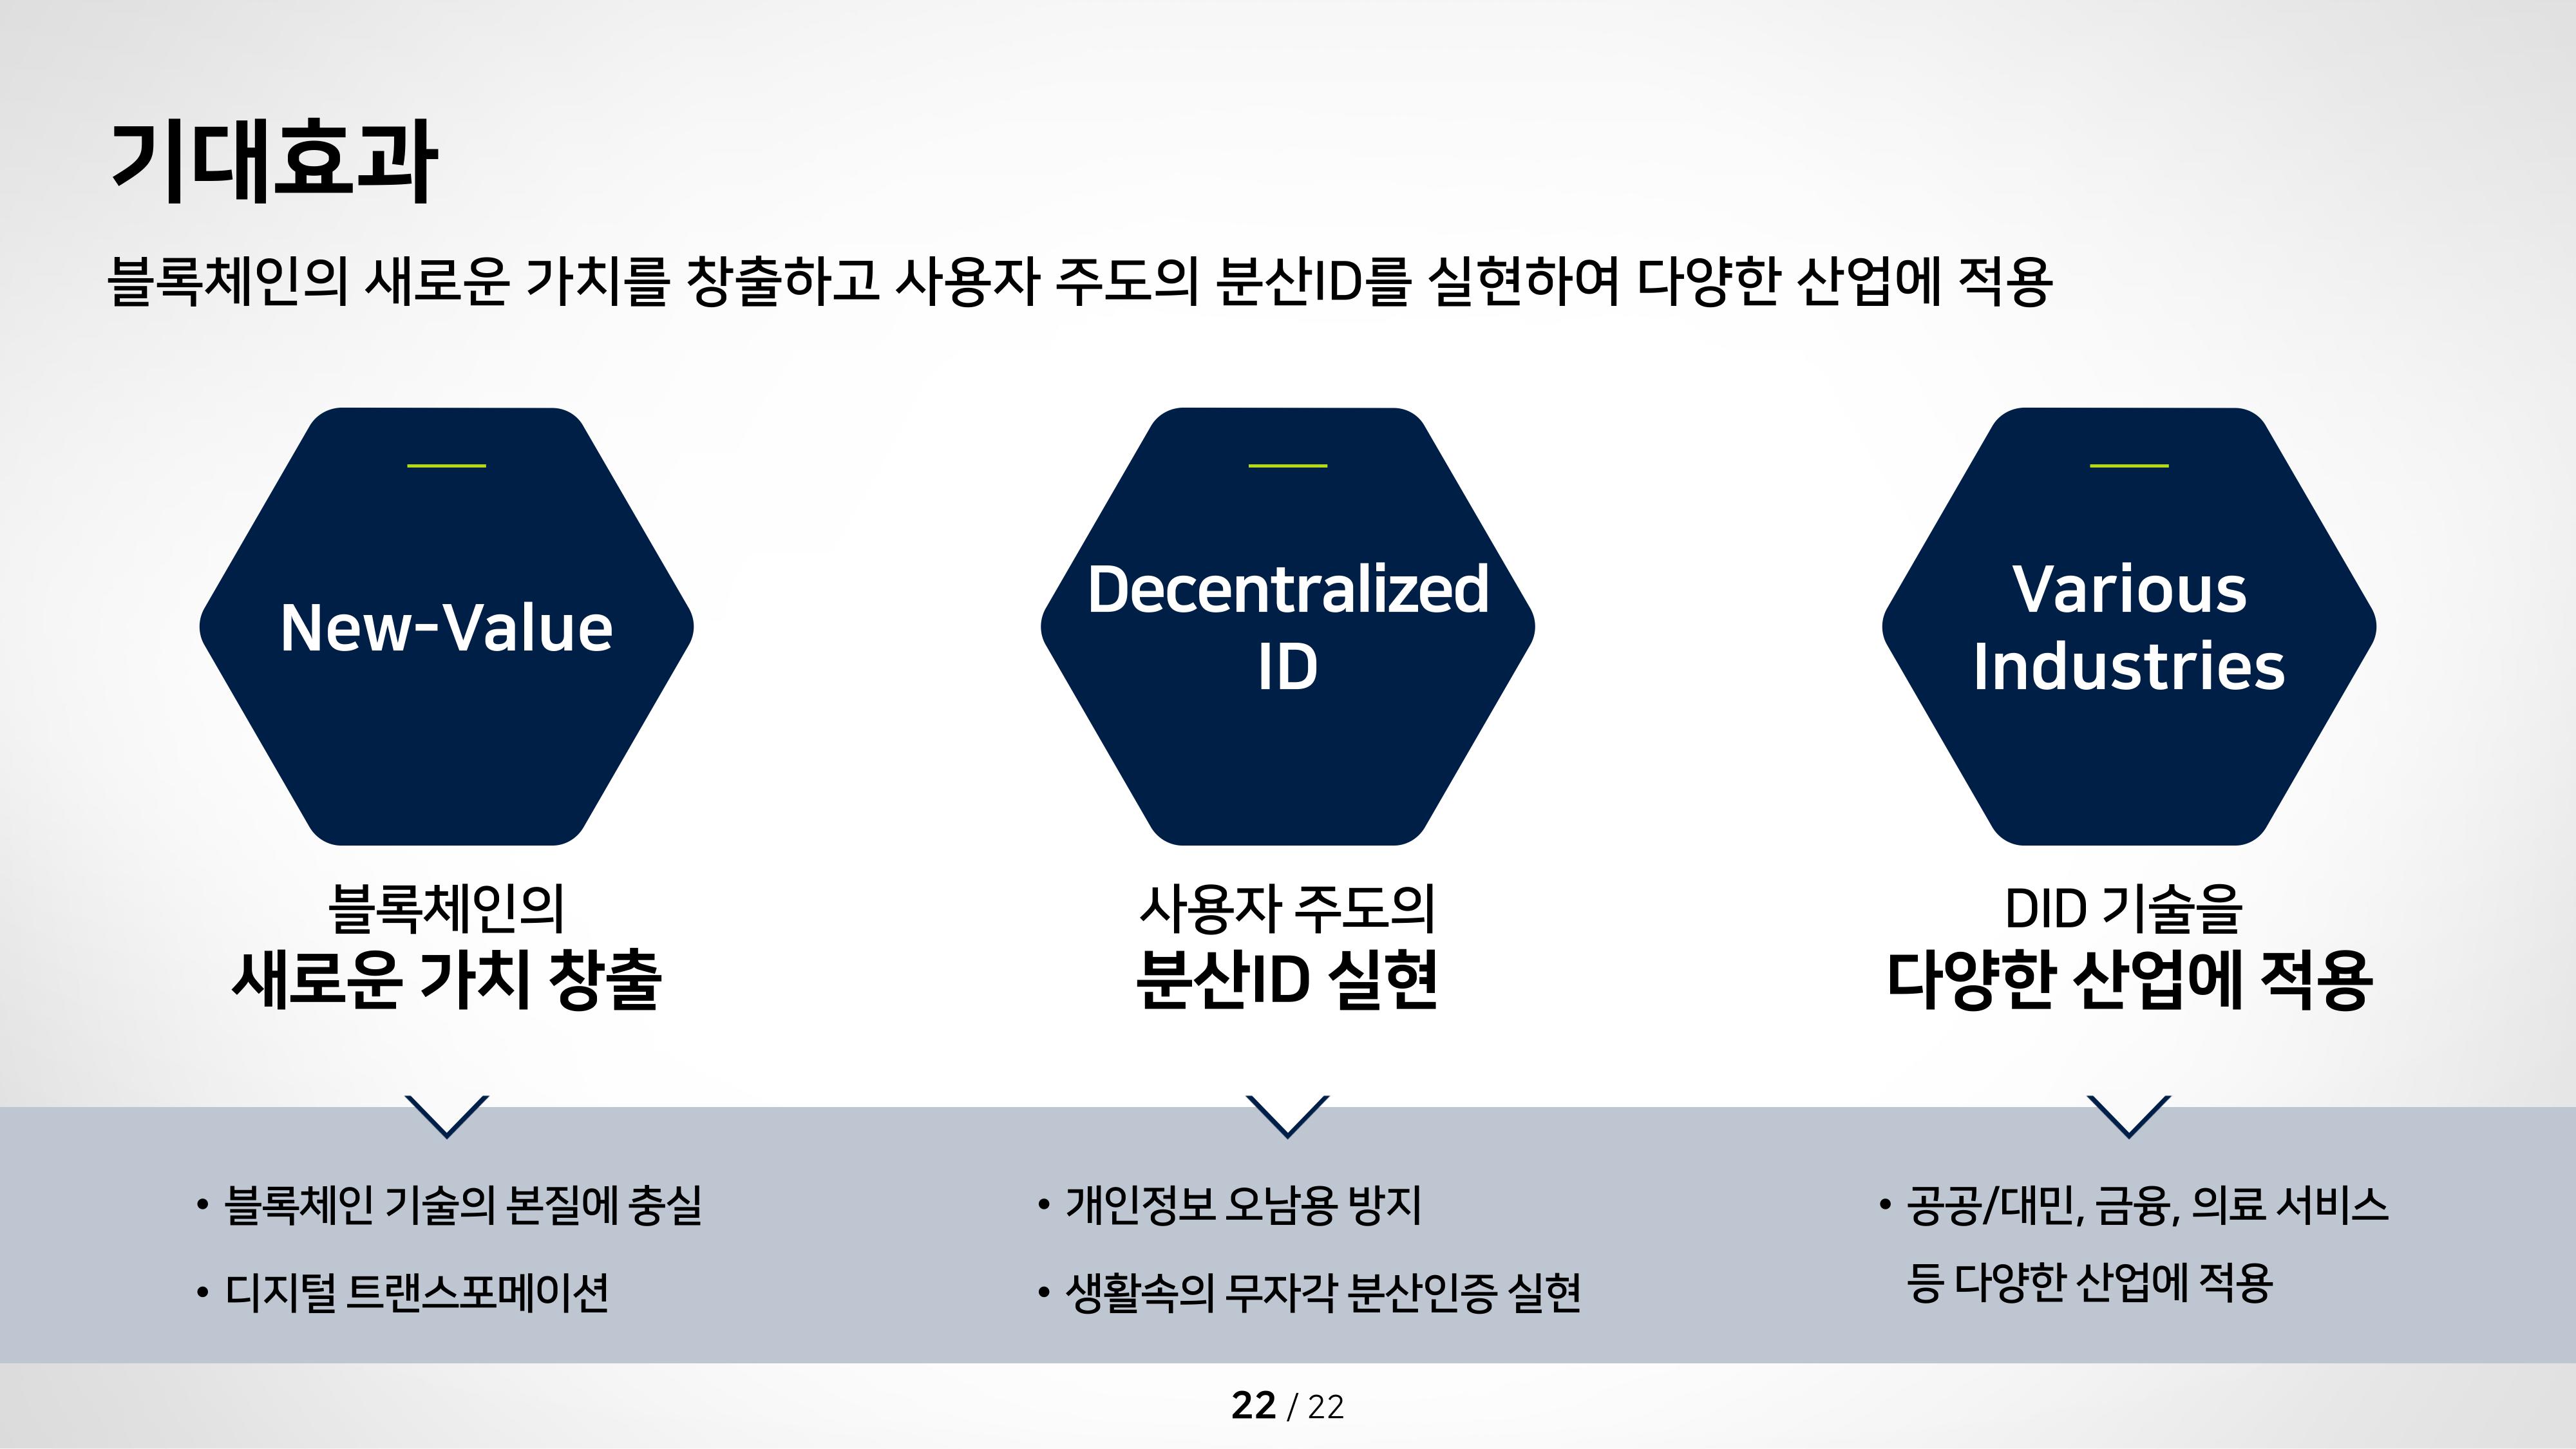 기대효과
블록체인의 새로운 가치를 창출하고 사용자 주도의 분산ID를 실현하여 다양한 산업에 적용
New-Value
블록체인의
새로운 가치 창출
• 블록체인 기술의 본질에 충실
• 디지털 트랜스포메이션
Decentralized
ID
사용자 주도의
분산ID 실현
• 개인정보 오남용 방지
• 생활속의 무자각 분산인증 실현
Various
Industries
DID 기술을
다양한 산업에 적용
• 공공/대민, 금융, 의료 서비스
등 다양한 산업에 적용
22 / 22